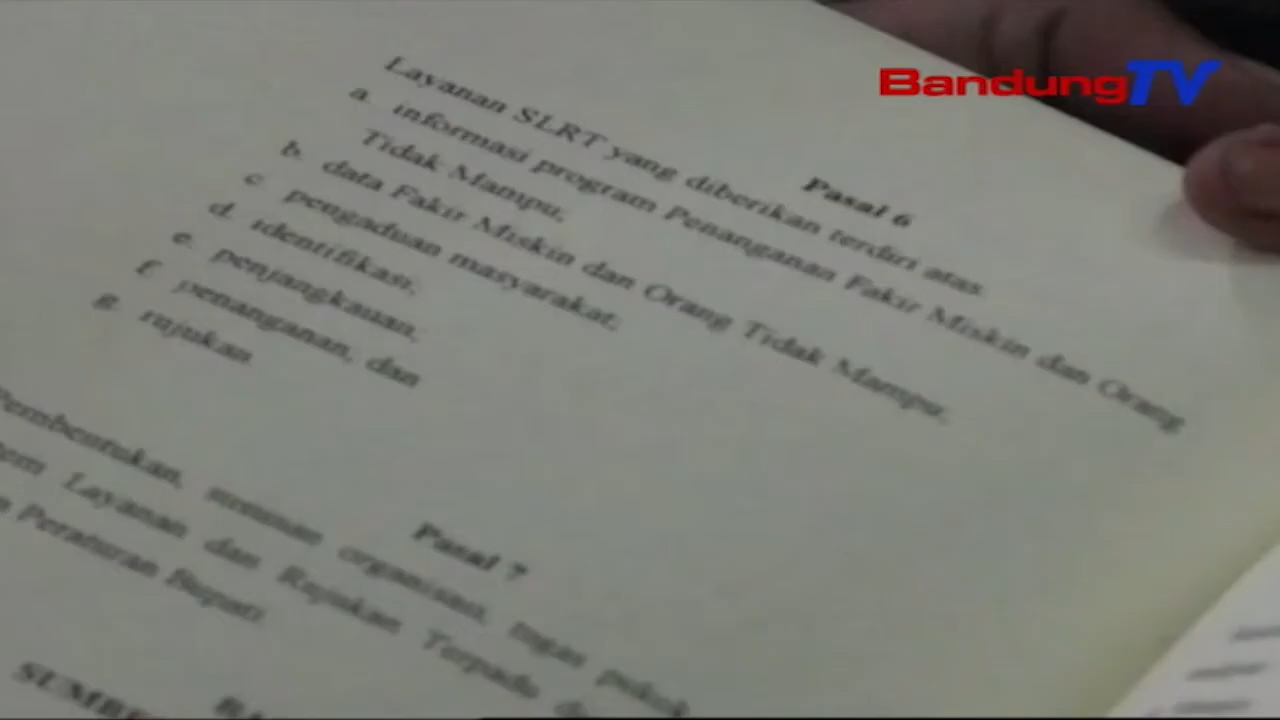 BandungTV
Pasal 6
Layanan SLRT yang diberikan terdiri atas
a. informasi program Penanganan Fakir Miskin dan Orang
Tidak Mampu;
b. data Fakir Miskin dan Orang Tidak Mampu;
c. pengaduan masyarakat;
d. identifikasi;
e. penjangkauan;
f. penanganan; dan
g. rujukan
Pasal 7
Pembentukan, susunan organisasi, tugas pokok
Layanan dan Rujukan Terpadu
Peraturan Bupati